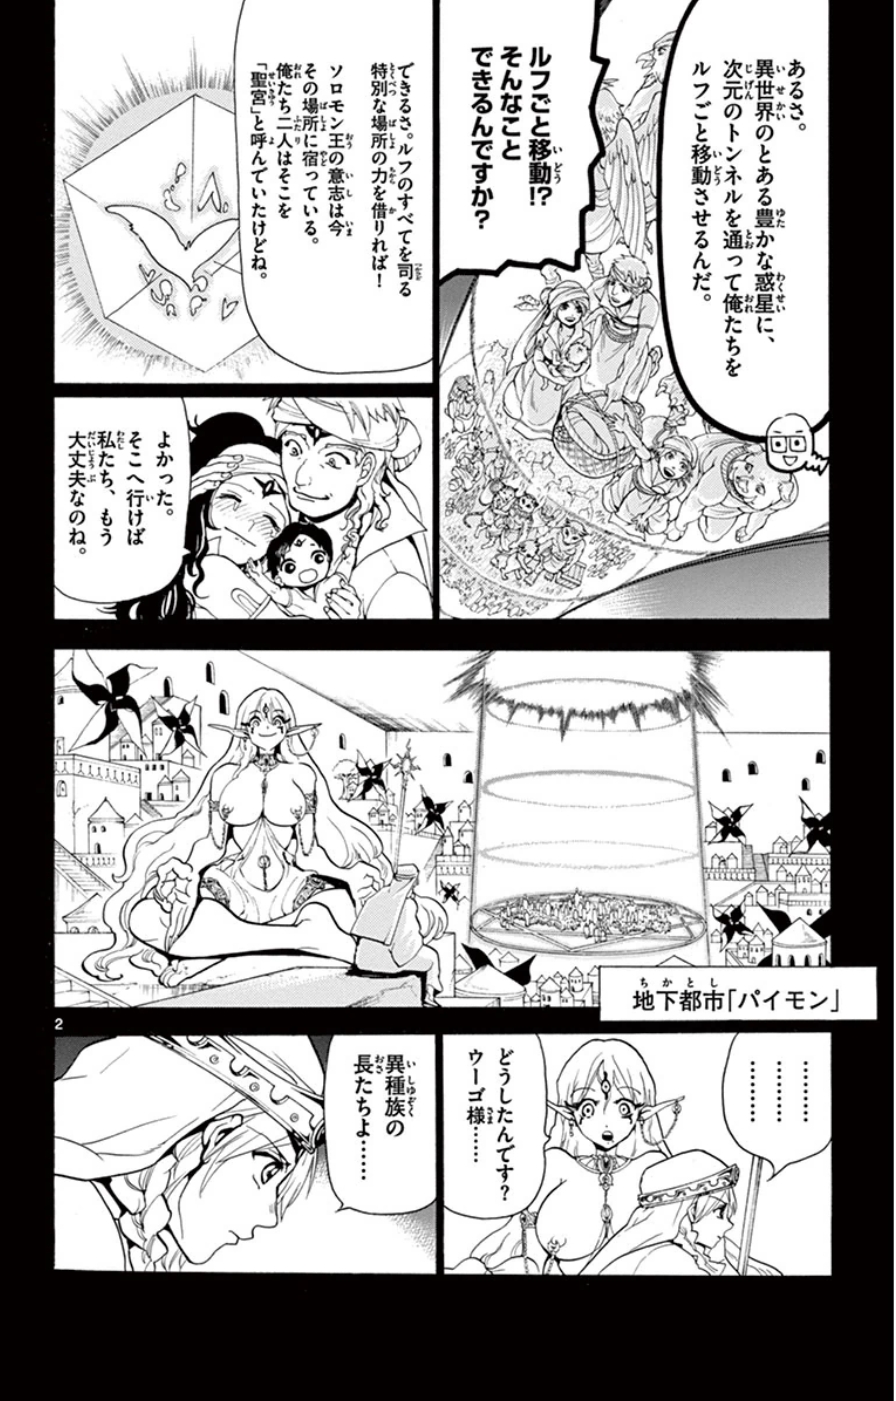 あるさ。
異世界のとある豊かな惑星に、
次元のトンネルを通って俺たちを
ルフごと移動させるんだ。
ルフごと移動!?
そんなこと
できるんですか?
できるさ。ルフのすべてを司る
特別な場所の力を借りれば!
ソロモン王の意志は今
その場所に宿っている。
俺たち二人はそこを
「聖宮」と呼んでいたけどね。
よかった。
そこへ行けば
私たち、もう
大丈夫なのね。
地下都市「パイモン」
2
………
………
どうしたんです?
ウーゴ様……
異種族の
長たちよ……